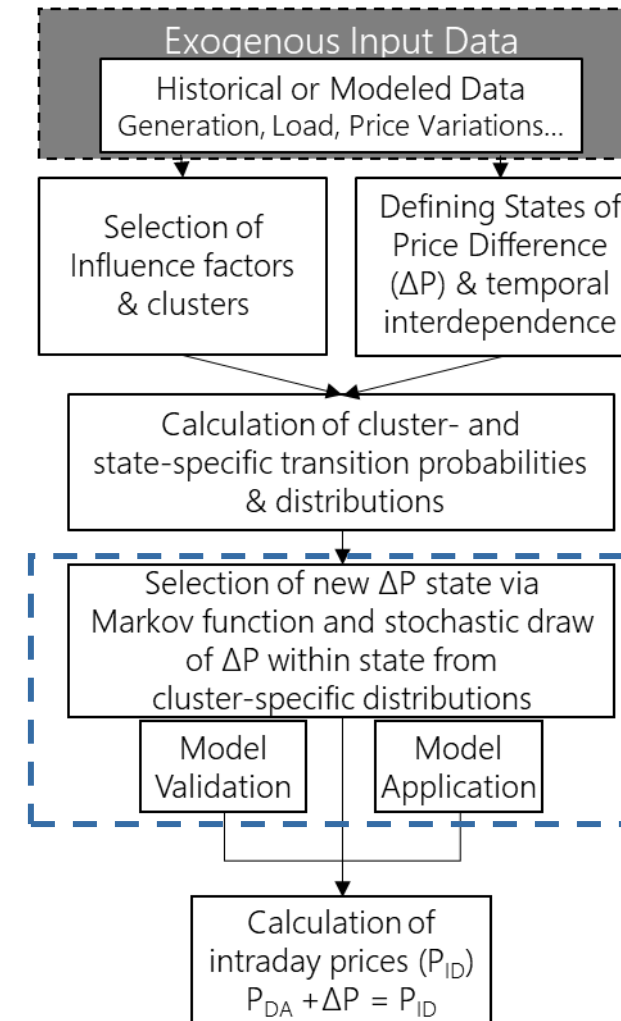 Exogenous Input Data
Historical or Modeled Data
Generation, Load, Price Variations...
Selection of
Influence factors
& clusters
Defining States of
Price Difference
(ΔP) & temporal
interdependence
Calculation of cluster- and
state-specific transition probabilities
& distributions
Selection of new ΔP state via
Markov function and stochastic draw
of ΔP within state from
cluster-specific distributions
Model
Validation
Model
Application
Calculation of
intraday prices (P_ID)
P_DA + ΔP = P_ID